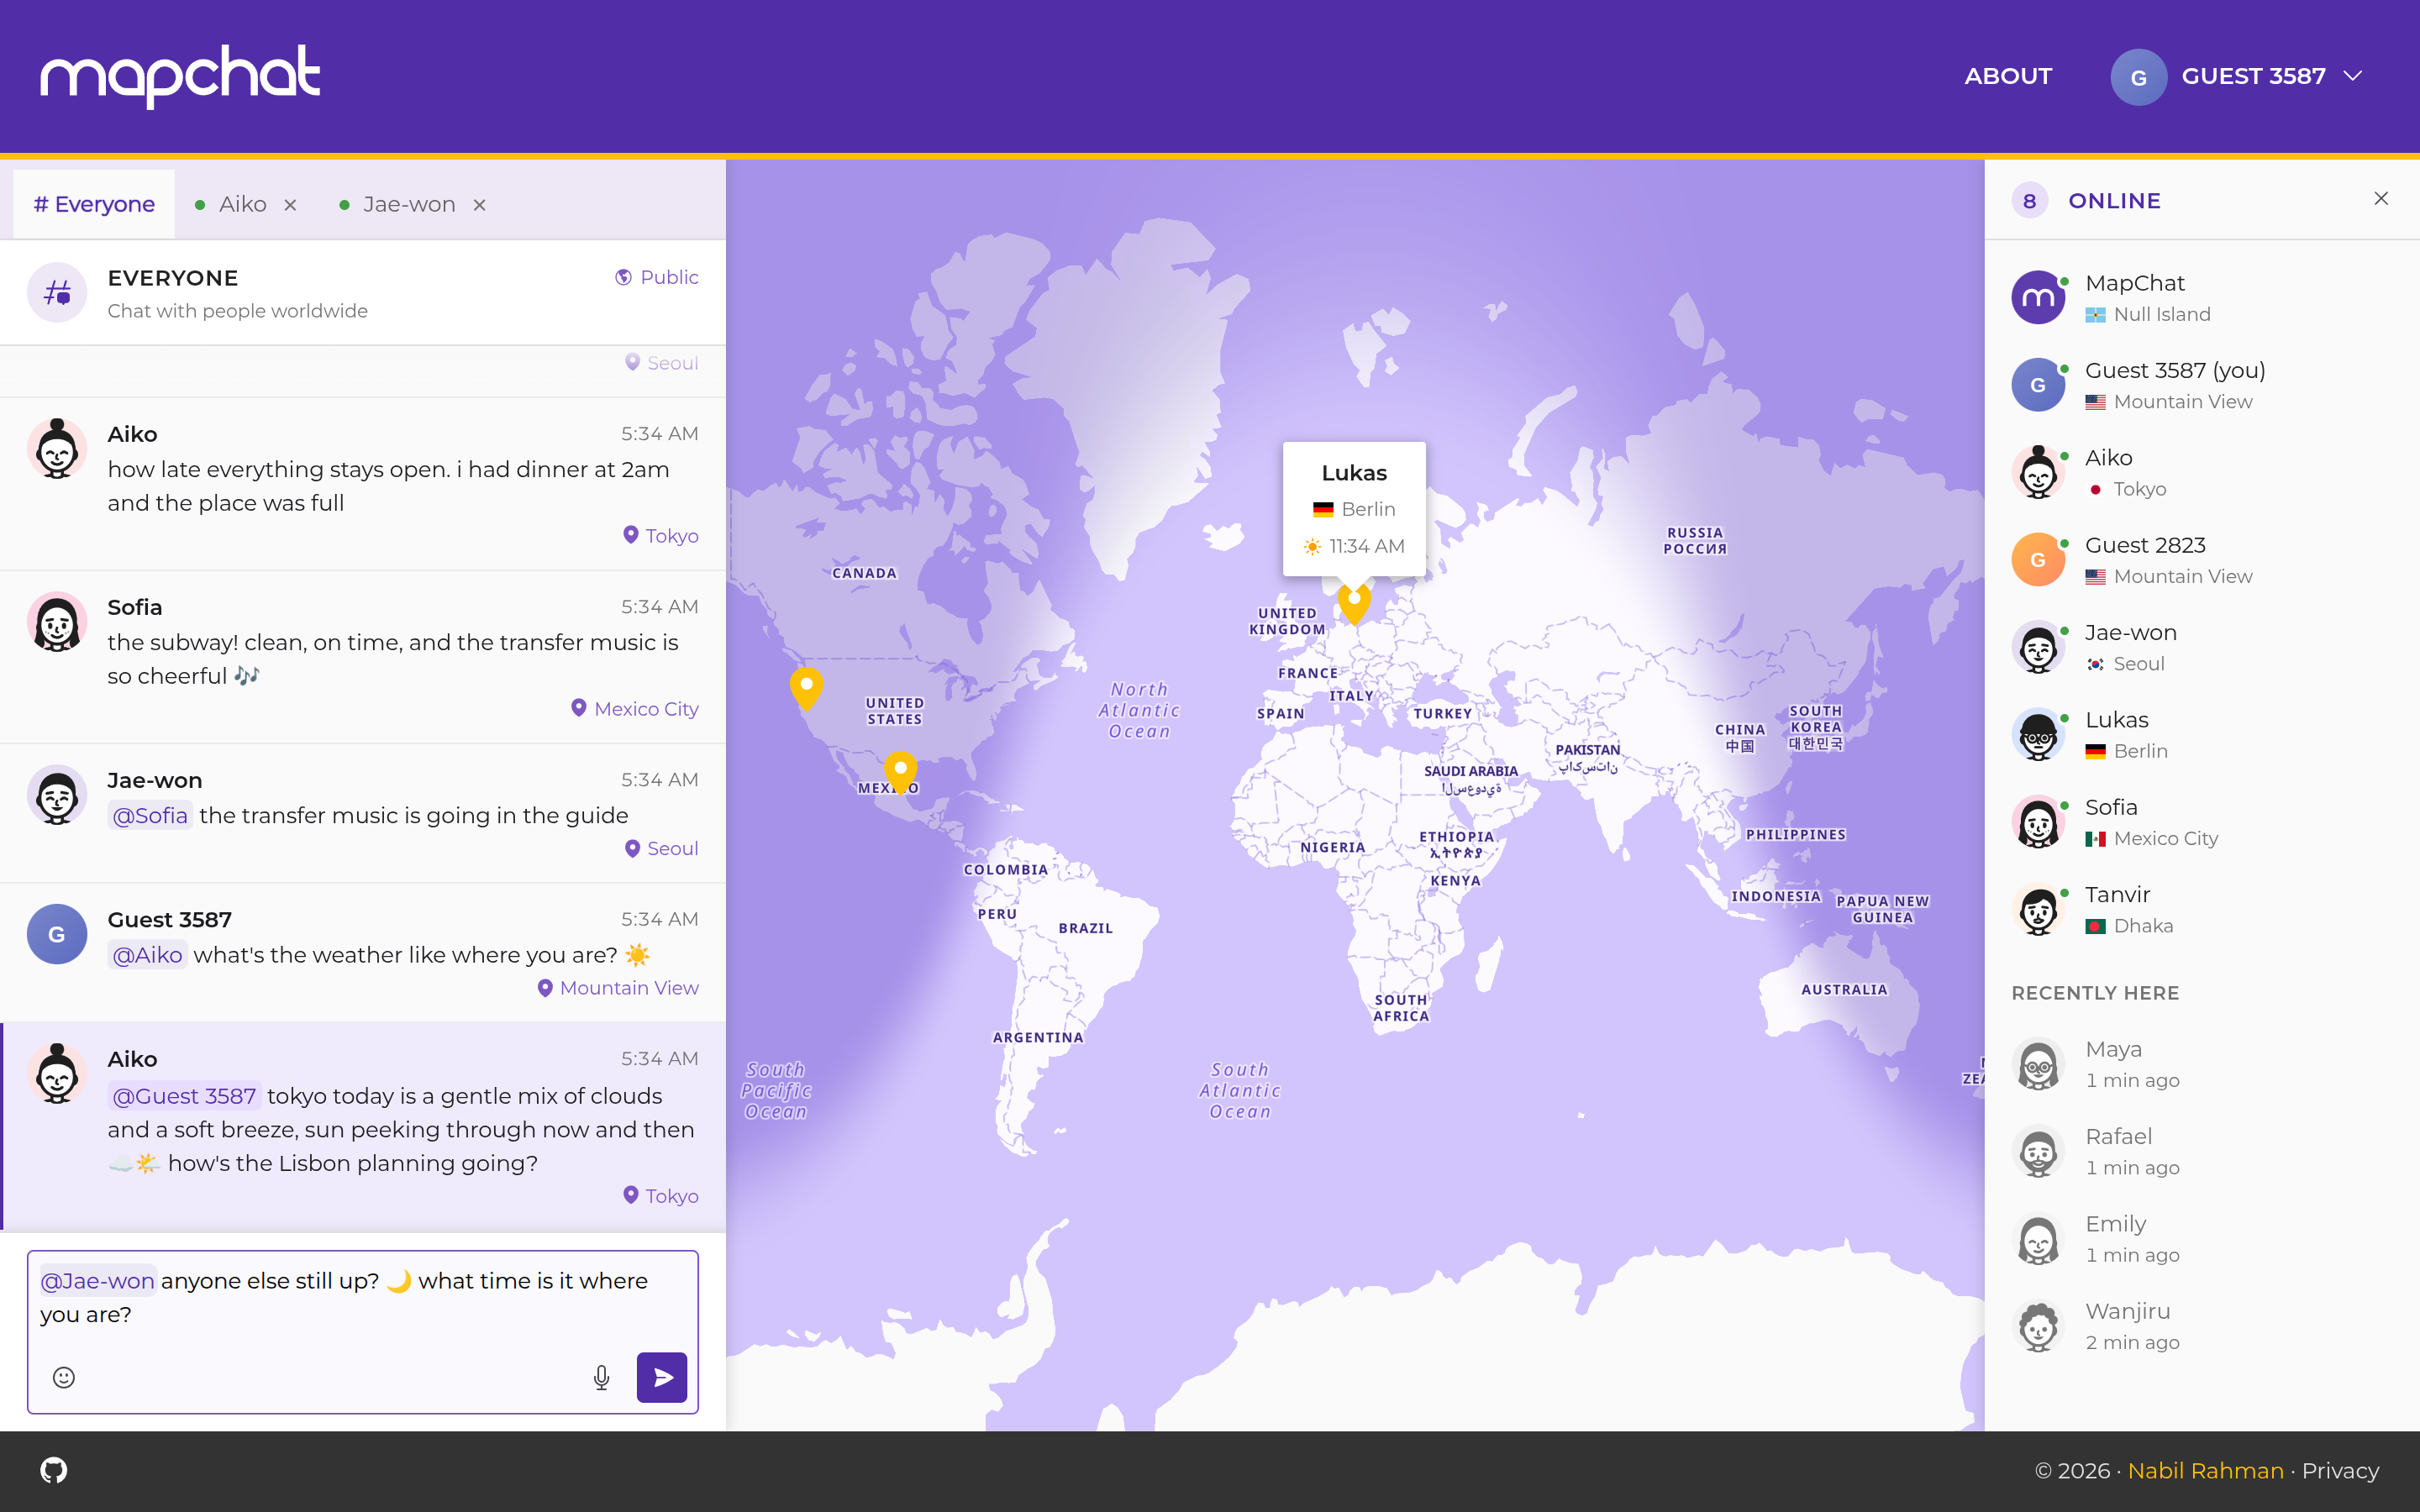 mapchat
ABOUT
G
GUEST 3587
# Everyone
Aiko
Jae-won
EVERYONE
Public
Chat with people worldwide
Seoul
Aiko
5:34 AM
how late everything stays open. i had dinner at 2am
and the place was full
Tokyo
Sofia
5:34 AM
the subway! clean, on time, and the transfer music is
so cheerful 🎶
Mexico City
Jae-won
5:34 AM
@Sofia the transfer music is going in the guide
Seoul
G
Guest 3587
5:34 AM
@Aiko what's the weather like where you are? ☀️
Mountain View
Aiko
5:34 AM
@Guest 3587 tokyo today is a gentle mix of clouds
and a soft breeze, sun peeking through now and then
☁️🌤️ how's the Lisbon planning going?
Tokyo
@Jae-won anyone else still up? 🌙 what time is it where
you are?
Lukas
Berlin
11:34 AM
RUSSIA
РОССИЯ
CANADA
UNITED
KINGDOM
FRANCE
ITALY
SPAIN
TURKEY
UNITED
STATES
North
Atlantic
Ocean
MEXICO
CHINA
中国
SOUTH
KOREA
대한민국
PAKISTAN
پاکستان
SAUDI ARABIA
السعودية
PHILIPPINES
ETHIOPIA
ኢትዮጵያ
NIGERIA
KENYA
COLOMBIA
INDONESIA
PAPUA NEW
GUINEA
PERU
BRAZIL
AUSTRALIA
SOUTH
AFRICA
ARGENTINA
South
Pacific
Ocean
South
Atlantic
Ocean
8 ONLINE
m
MapChat
Null Island
G
Guest 3587 (you)
Mountain View
Aiko
Tokyo
G
Guest 2823
Mountain View
Jae-won
Seoul
Lukas
Berlin
Sofia
Mexico City
Tanvir
Dhaka
RECENTLY HERE
Maya
1 min ago
Rafael
1 min ago
Emily
1 min ago
Wanjiru
2 min ago
© 2026 · Nabil Rahman · Privacy